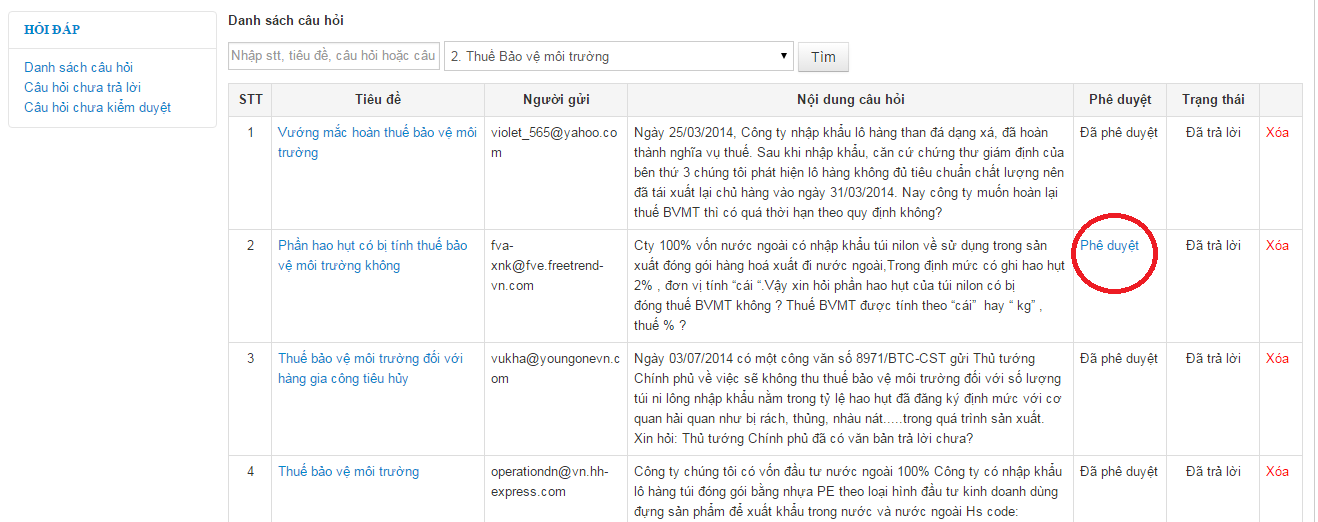 HỎI ĐÁP
Danh sách câu hỏi
Câu hỏi chưa trả lời
Câu hỏi chưa kiểm duyệt
Danh sách câu hỏi
Nhập stt, tiêu đề, câu hỏi hoặc câu
2. Thuế Bảo vệ môi trường
Tìm
STT Tiêu đề Người gửi Nội dung câu hỏi Phê duyệt Trạng thái
1
Vướng mắc hoàn thuế bảo vệ môi
trường
violet_565@yahoo.co
m
Ngày 25/03/2014, Công ty nhập khẩu lô hàng than đá dạng xá, đã hoàn
thành nghĩa vụ thuế. Sau khi nhập khẩu, căn cứ chứng thư giám định của
bên thứ 3 chúng tôi phát hiện lô hàng không đủ tiêu chuẩn chất lượng nên
đã tái xuất lại chủ hàng vào ngày 31/03/2014. Nay công ty muốn hoàn lại
thuế BVMT thì có quá thời hạn theo quy định không?
Đã phê duyệt
Đã trả lời
Xóa
2
Phần hao hụt có bị tính thuế bảo
vệ môi trường không
fva-
xnk@fve.freetrend-
vn.com
Cty 100% vốn nước ngoài có nhập khẩu túi nilon về sử dụng trong sản
xuất đóng gói hàng hoá xuất đi nước ngoài,Trong định mức có ghi hao hụt
2% , đơn vị tính “cái “.Vậy xin hỏi phần hao hụt của túi nilon có bị
đóng thuế BVMT không ? Thuế BVMT được tính theo “cái”  hay “ kg” ,
thuế % ?
Phê duyệt
Đã trả lời
Xóa
3
Thuế bảo vệ môi trường đối với
hàng gia công tiêu hủy
vukha@youngonevn.c
om
Ngày 03/07/2014 có một công văn số 8971/BTC-CST gửi Thủ tướng
Chính phủ về việc sẽ không thu thuế bảo vệ môi trường đối với số lượng
túi ni lông nhập khẩu nằm trong tỷ lệ hao hụt đã đăng ký định mức với cơ
quan hải quan như bị rách, thủng, nhàu nát.....trong quá trình sản xuất.
Xin hỏi: Thủ tướng Chính phủ đã có văn bản trả lời chưa?
Đã phê duyệt
Đã trả lời
Xóa
4
Thuế bảo vệ môi trường
operationdn@vn.hh-
express.com
Công ty chúng tôi có vốn đầu tư nước ngoài 100% Công ty có nhập khẩu
lô hàng túi đóng gói bằng nhựa PE theo loại hình đầu tư kinh doanh dùng
đựng sản phẩm để xuất khẩu trong nước và nước ngoài Hs code:
Đã phê duyệt
Đã trả lời
Xóa